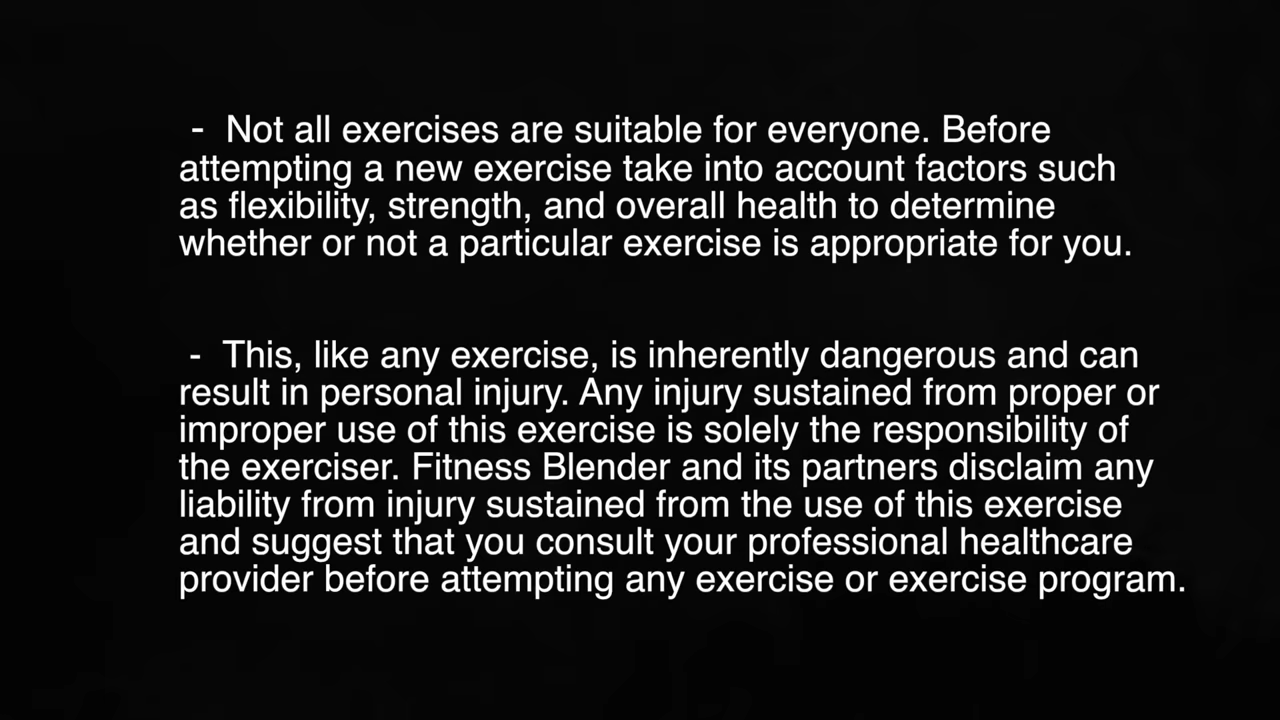 - Not all exercises are suitable for everyone. Before
attempting a new exercise take into account factors such
as flexibility, strength, and overall health to determine
whether or not a particular exercise is appropriate for you.
- This, like any exercise, is inherently dangerous and can
result in personal injury. Any injury sustained from proper or
improper use of this exercise is solely the responsibility of
the exerciser. Fitness Blender and its partners disclaim any
liability from injury sustained from the use of this exercise
and suggest that you consult your professional healthcare
provider before attempting any exercise or exercise program.